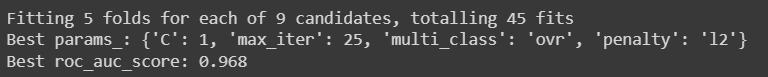 Fitting 5 folds for each of 9 candidates, totalling 45 fits
Best params_: {'C': 1, 'max_iter': 25, 'multi_class': 'ovr', 'penalty': 'l2'}
Best roc_auc_score: 0.968